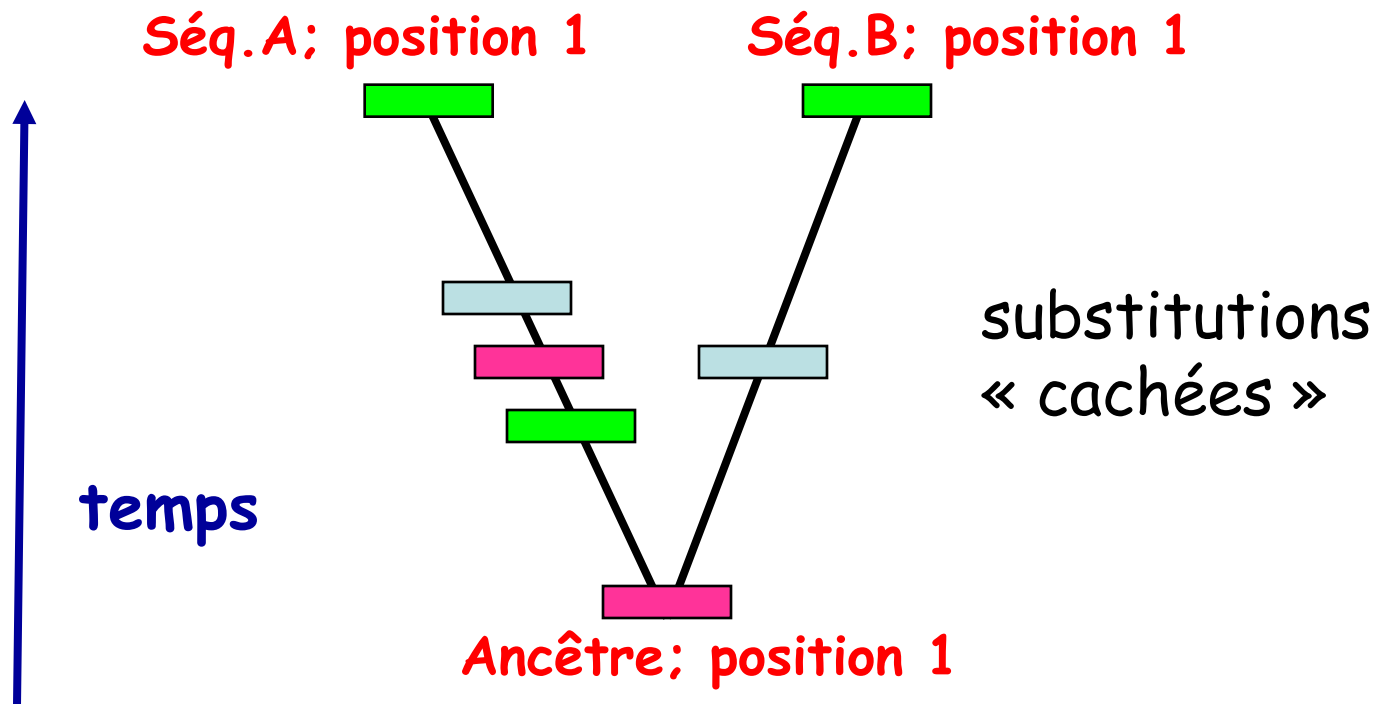 Séq.A; position 1
Séq.B; position 1
substitutions
« cachées »
temps
Ancêtre; position 1